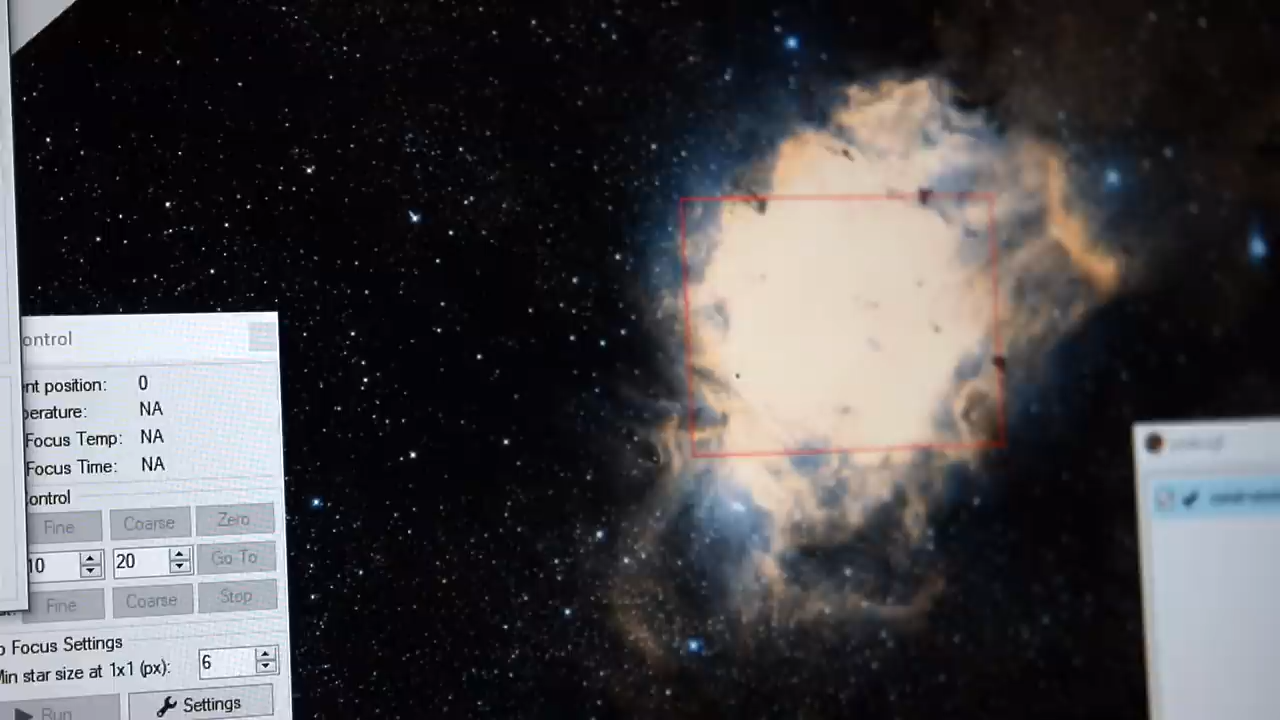 ontrol
nt position: 0
perature: NA
Focus Temp: NA
Focus Time: NA
ontrol
Fine Coarse Zero
10 20 Go To
Fine Coarse Stop
o Focus Settings
Min star size at 1x1 (px): 6
Run Settings